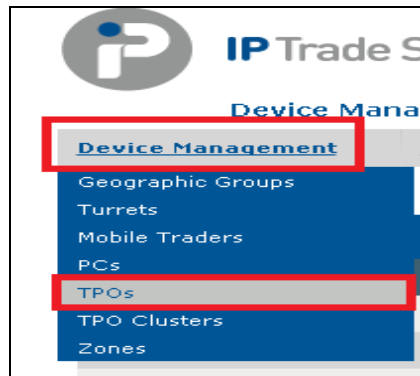 IP Trade S
Device Mana
Device Management
Geographic Groups
Turrets
Mobile Traders
PCs
TPOs
TPO Clusters
Zones